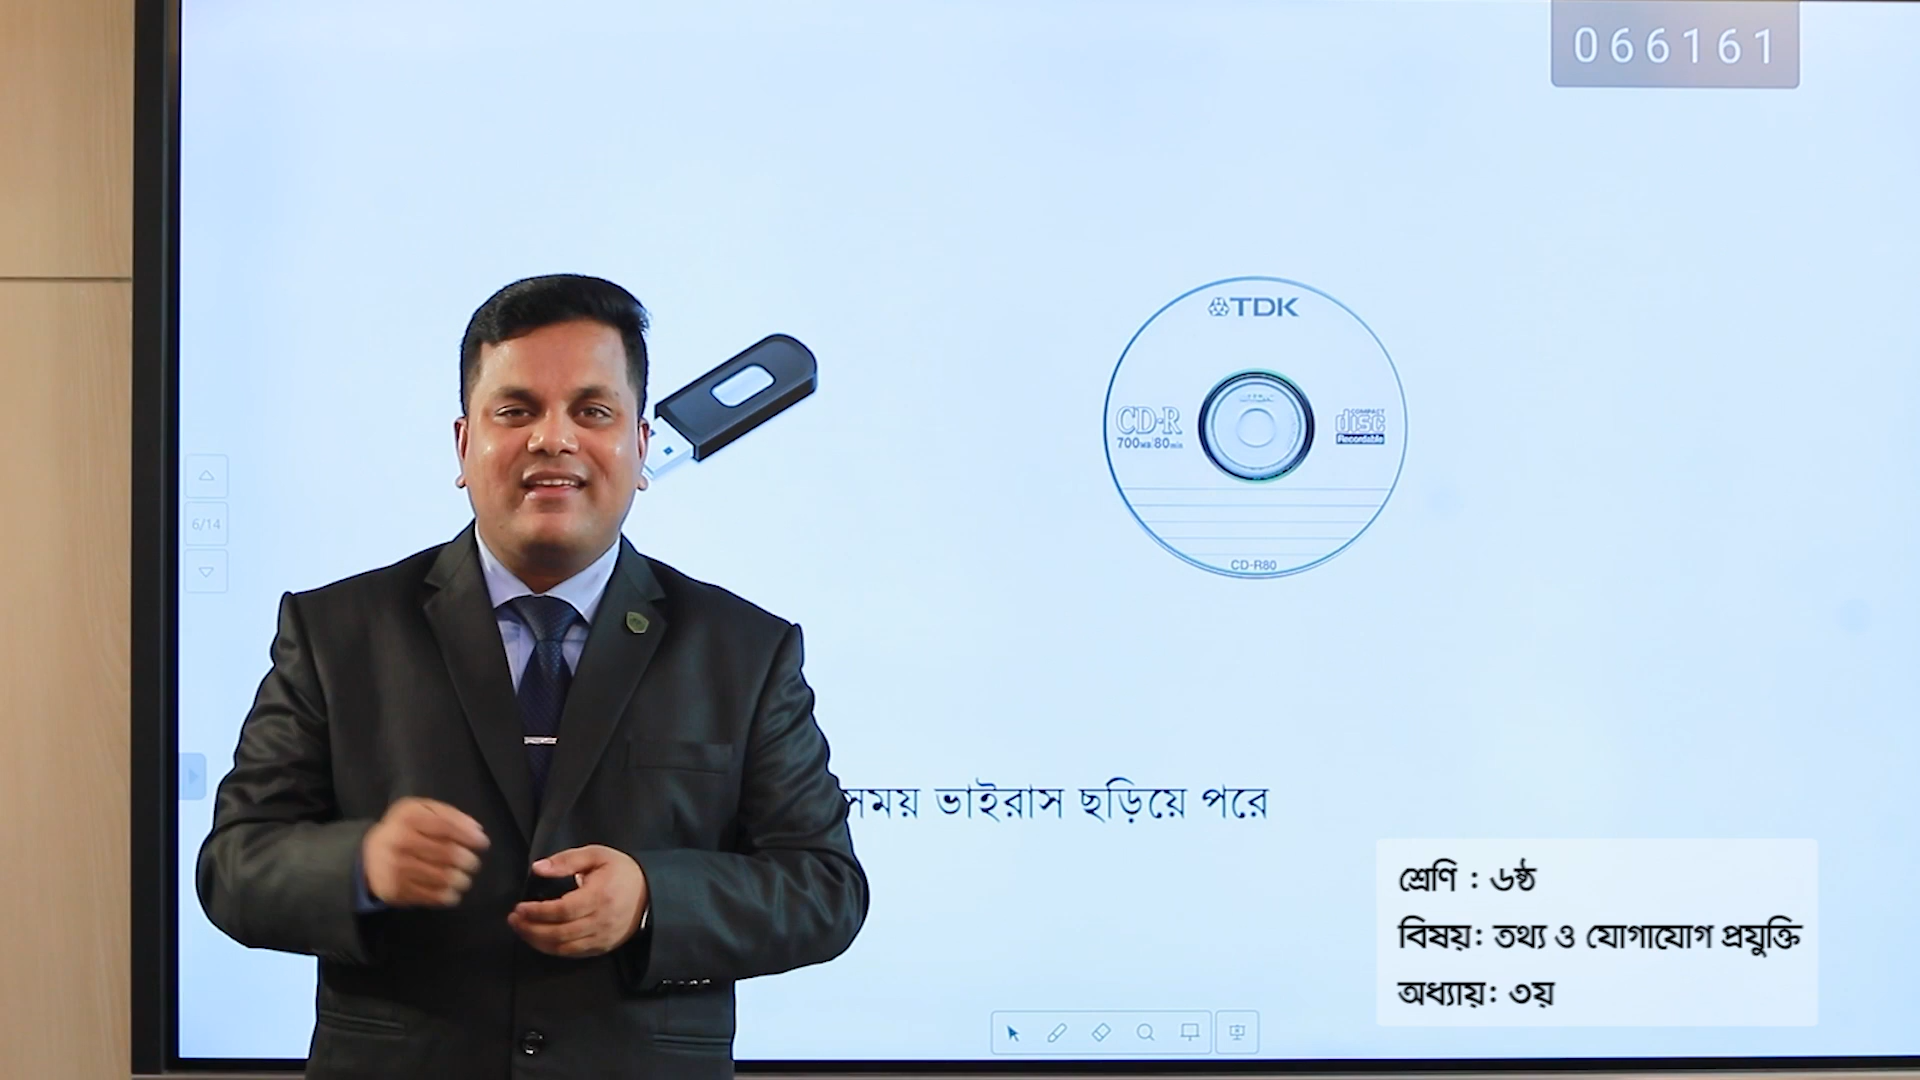 066161
TDK
CD-R
700MB/80min
COMPACT
disc
Recordable
6/14
CD-R80
সময় ভাইরাস ছড়িয়ে পরে
শ্রেণি : ৬ষ্ঠ
বিষয়: তথ্য ও যোগাযোগ প্রযুক্তি
অধ্যায়: ৩য়